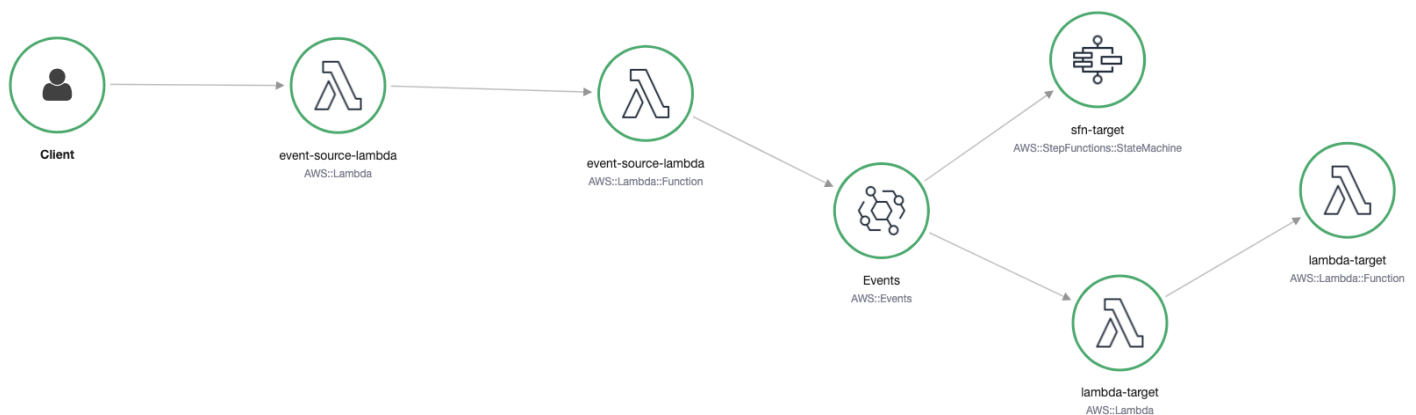 Client
event-source-lambda
AWS::Lambda
event-source-lambda
AWS::Lambda::Function
Events
AWS::Events
sfn-target
AWS::StepFunctions::StateMachine
lambda-target
AWS::Lambda
lambda-target
AWS::Lambda::Function